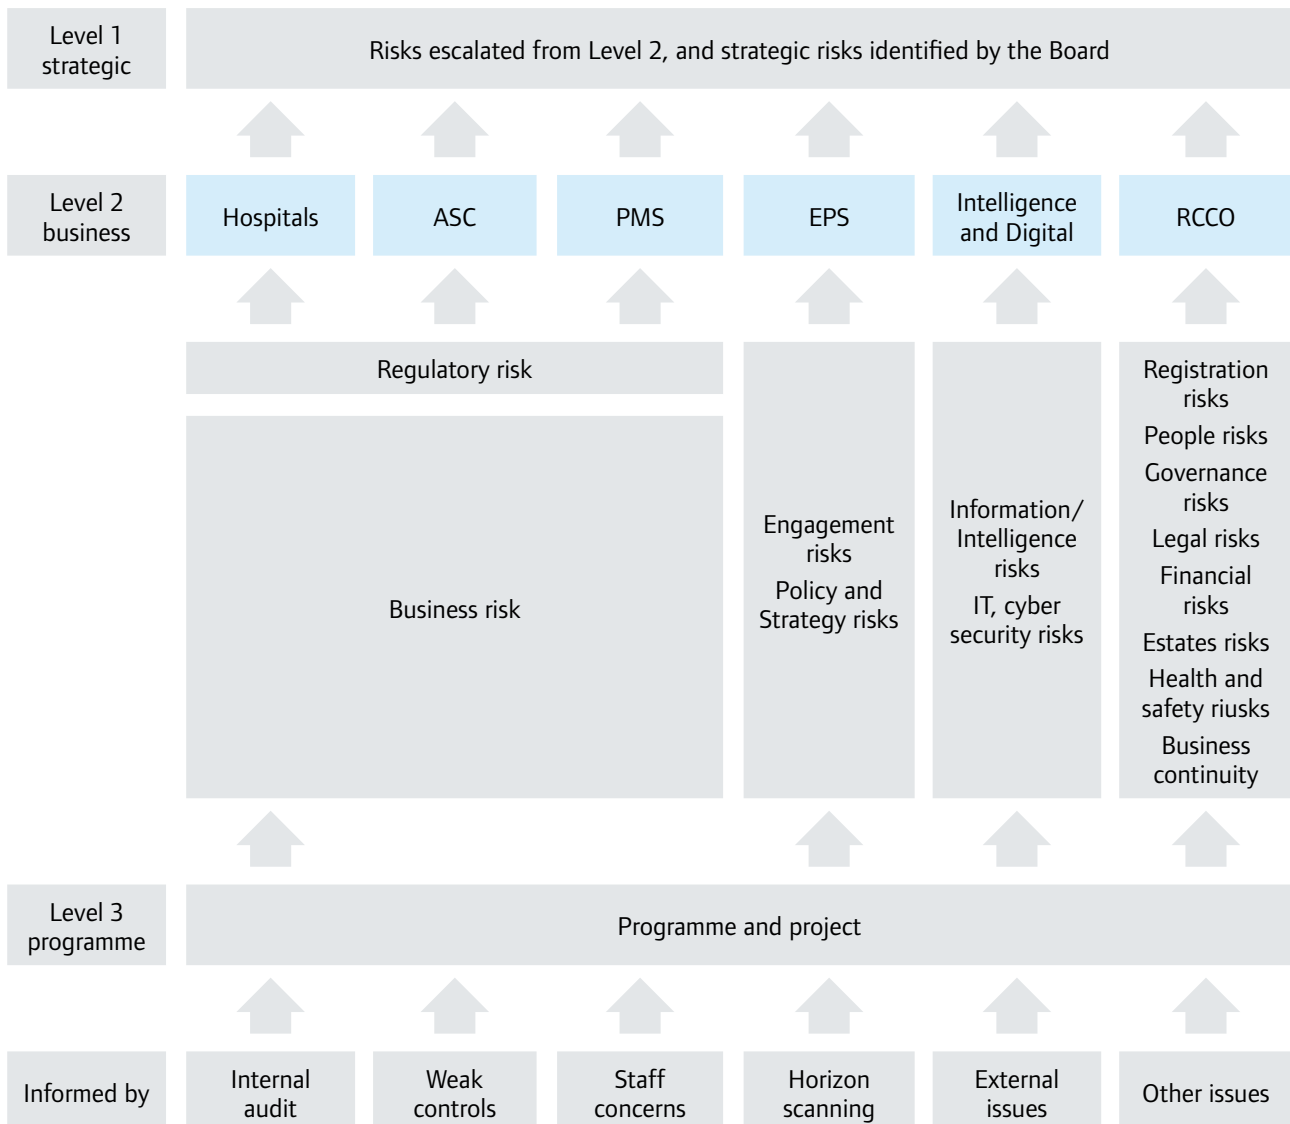 Level 1
strategic
Risks escalated from Level 2, and strategic risks identified by the Board
Level 2
business
Hospitals
ASC
PMS
EPS
Intelligence
and Digital
RCCO
Regulatory risk
Business risk
Engagement
risks
Policy and
Strategy risks
Information/
Intelligence
risks
IT, cyber
security risks
Registration
risks
People risks
Governance
risks
Legal risks
Financial
risks
Estates risks
Health and
safety riusks
Business
continuity
Level 3
programme
Programme and project
Informed by
Internal
audit
Weak
controls
Staff
concerns
Horizon
scanning
External
issues
Other issues